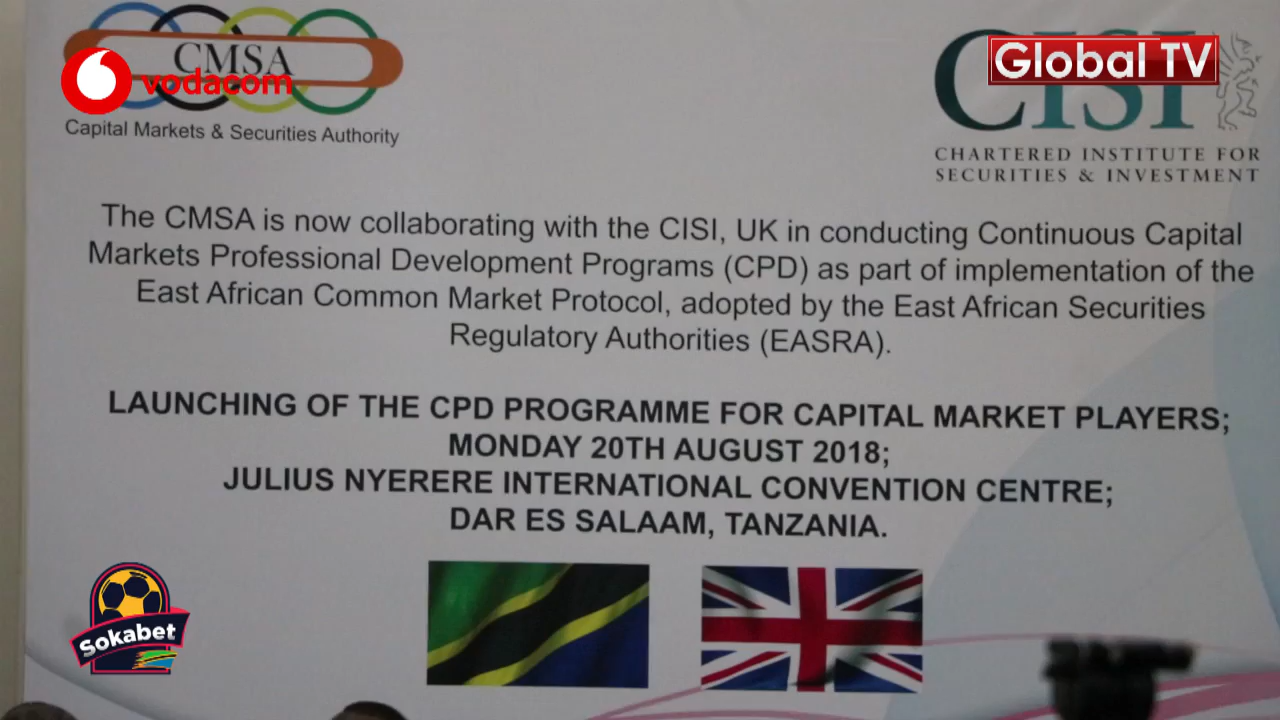 CMSA
vodacom
Capital Markets & Securities Authority
Global TV
CISI
CHARTERED INSTITUTE FOR
SECURITIES & INVESTMENT
The CMSA is now collaborating with the CISI, UK in conducting Continuous Capital
Markets Professional Development Programs (CPD) as part of implementation of the
East African Common Market Protocol, adopted by the East African Securities
Regulatory Authorities (EASRA).
LAUNCHING OF THE CPD PROGRAMME FOR CAPITAL MARKET PLAYERS;
MONDAY 20TH AUGUST 2018;
JULIUS NYERERE INTERNATIONAL CONVENTION CENTRE;
DAR ES SALAAM, TANZANIA.
Sokabet